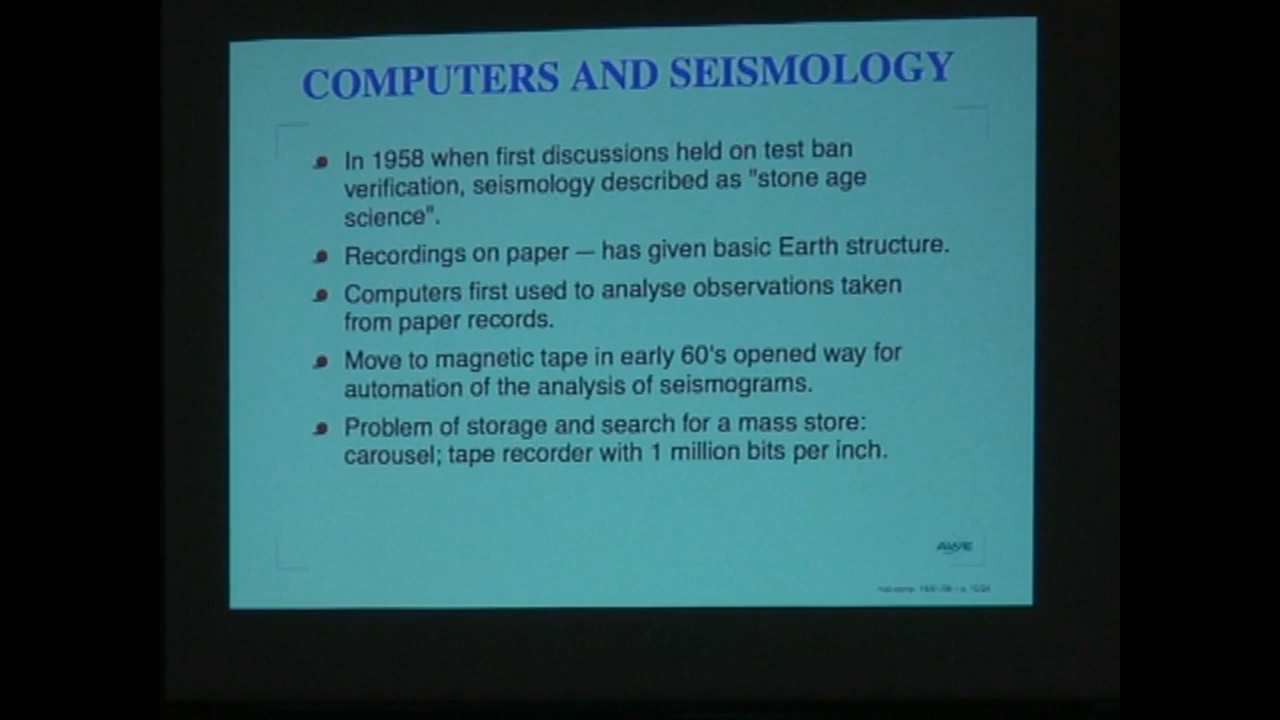 COMPUTERS AND SEISMOLOGY
In 1958 when first discussions held on test ban
verification, seismology described as "stone age
science".
Recordings on paper — has given basic Earth structure.
Computers first used to analyse observations taken
from paper records.
Move to magnetic tape in early 60's opened way for
automation of the analysis of seismograms.
Problem of storage and search for a mass store:
carousel; tape recorder with 1 million bits per inch.
AWE